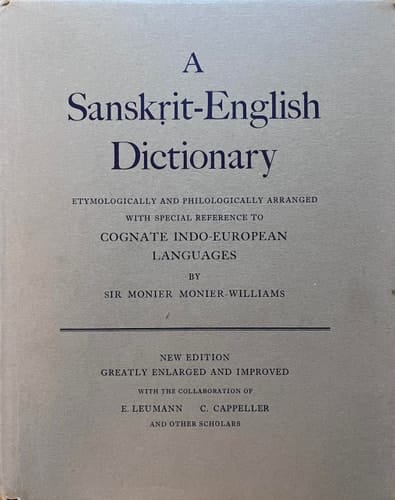 A
Sanskṛit-English
Dictionary
ETYMOLOGICALLY AND PHILOLOGICALLY ARRANGED
WITH SPECIAL REFERENCE TO
COGNATE INDO-EUROPEAN
LANGUAGES
BY
SIR MONIER MONIER-WILLIAMS
NEW EDITION
GREATLY ENLARGED AND IMPROVED
WITH THE COLLABORATION OF
E. LEUMANN C. CAPPELLER
AND OTHER SCHOLARS